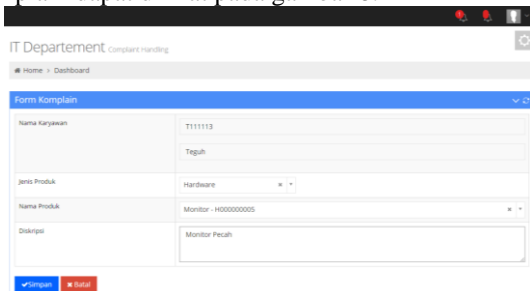 IT Departement Complaint Handling
Home > Dashboard
Form Komplain
Nama Karyawan
T111113
Teguh
Jenis Produk
Hardware
Nama Produk
Monitor - H000000005
Diskripsi
Monitor Pecah
Simpan
Batal